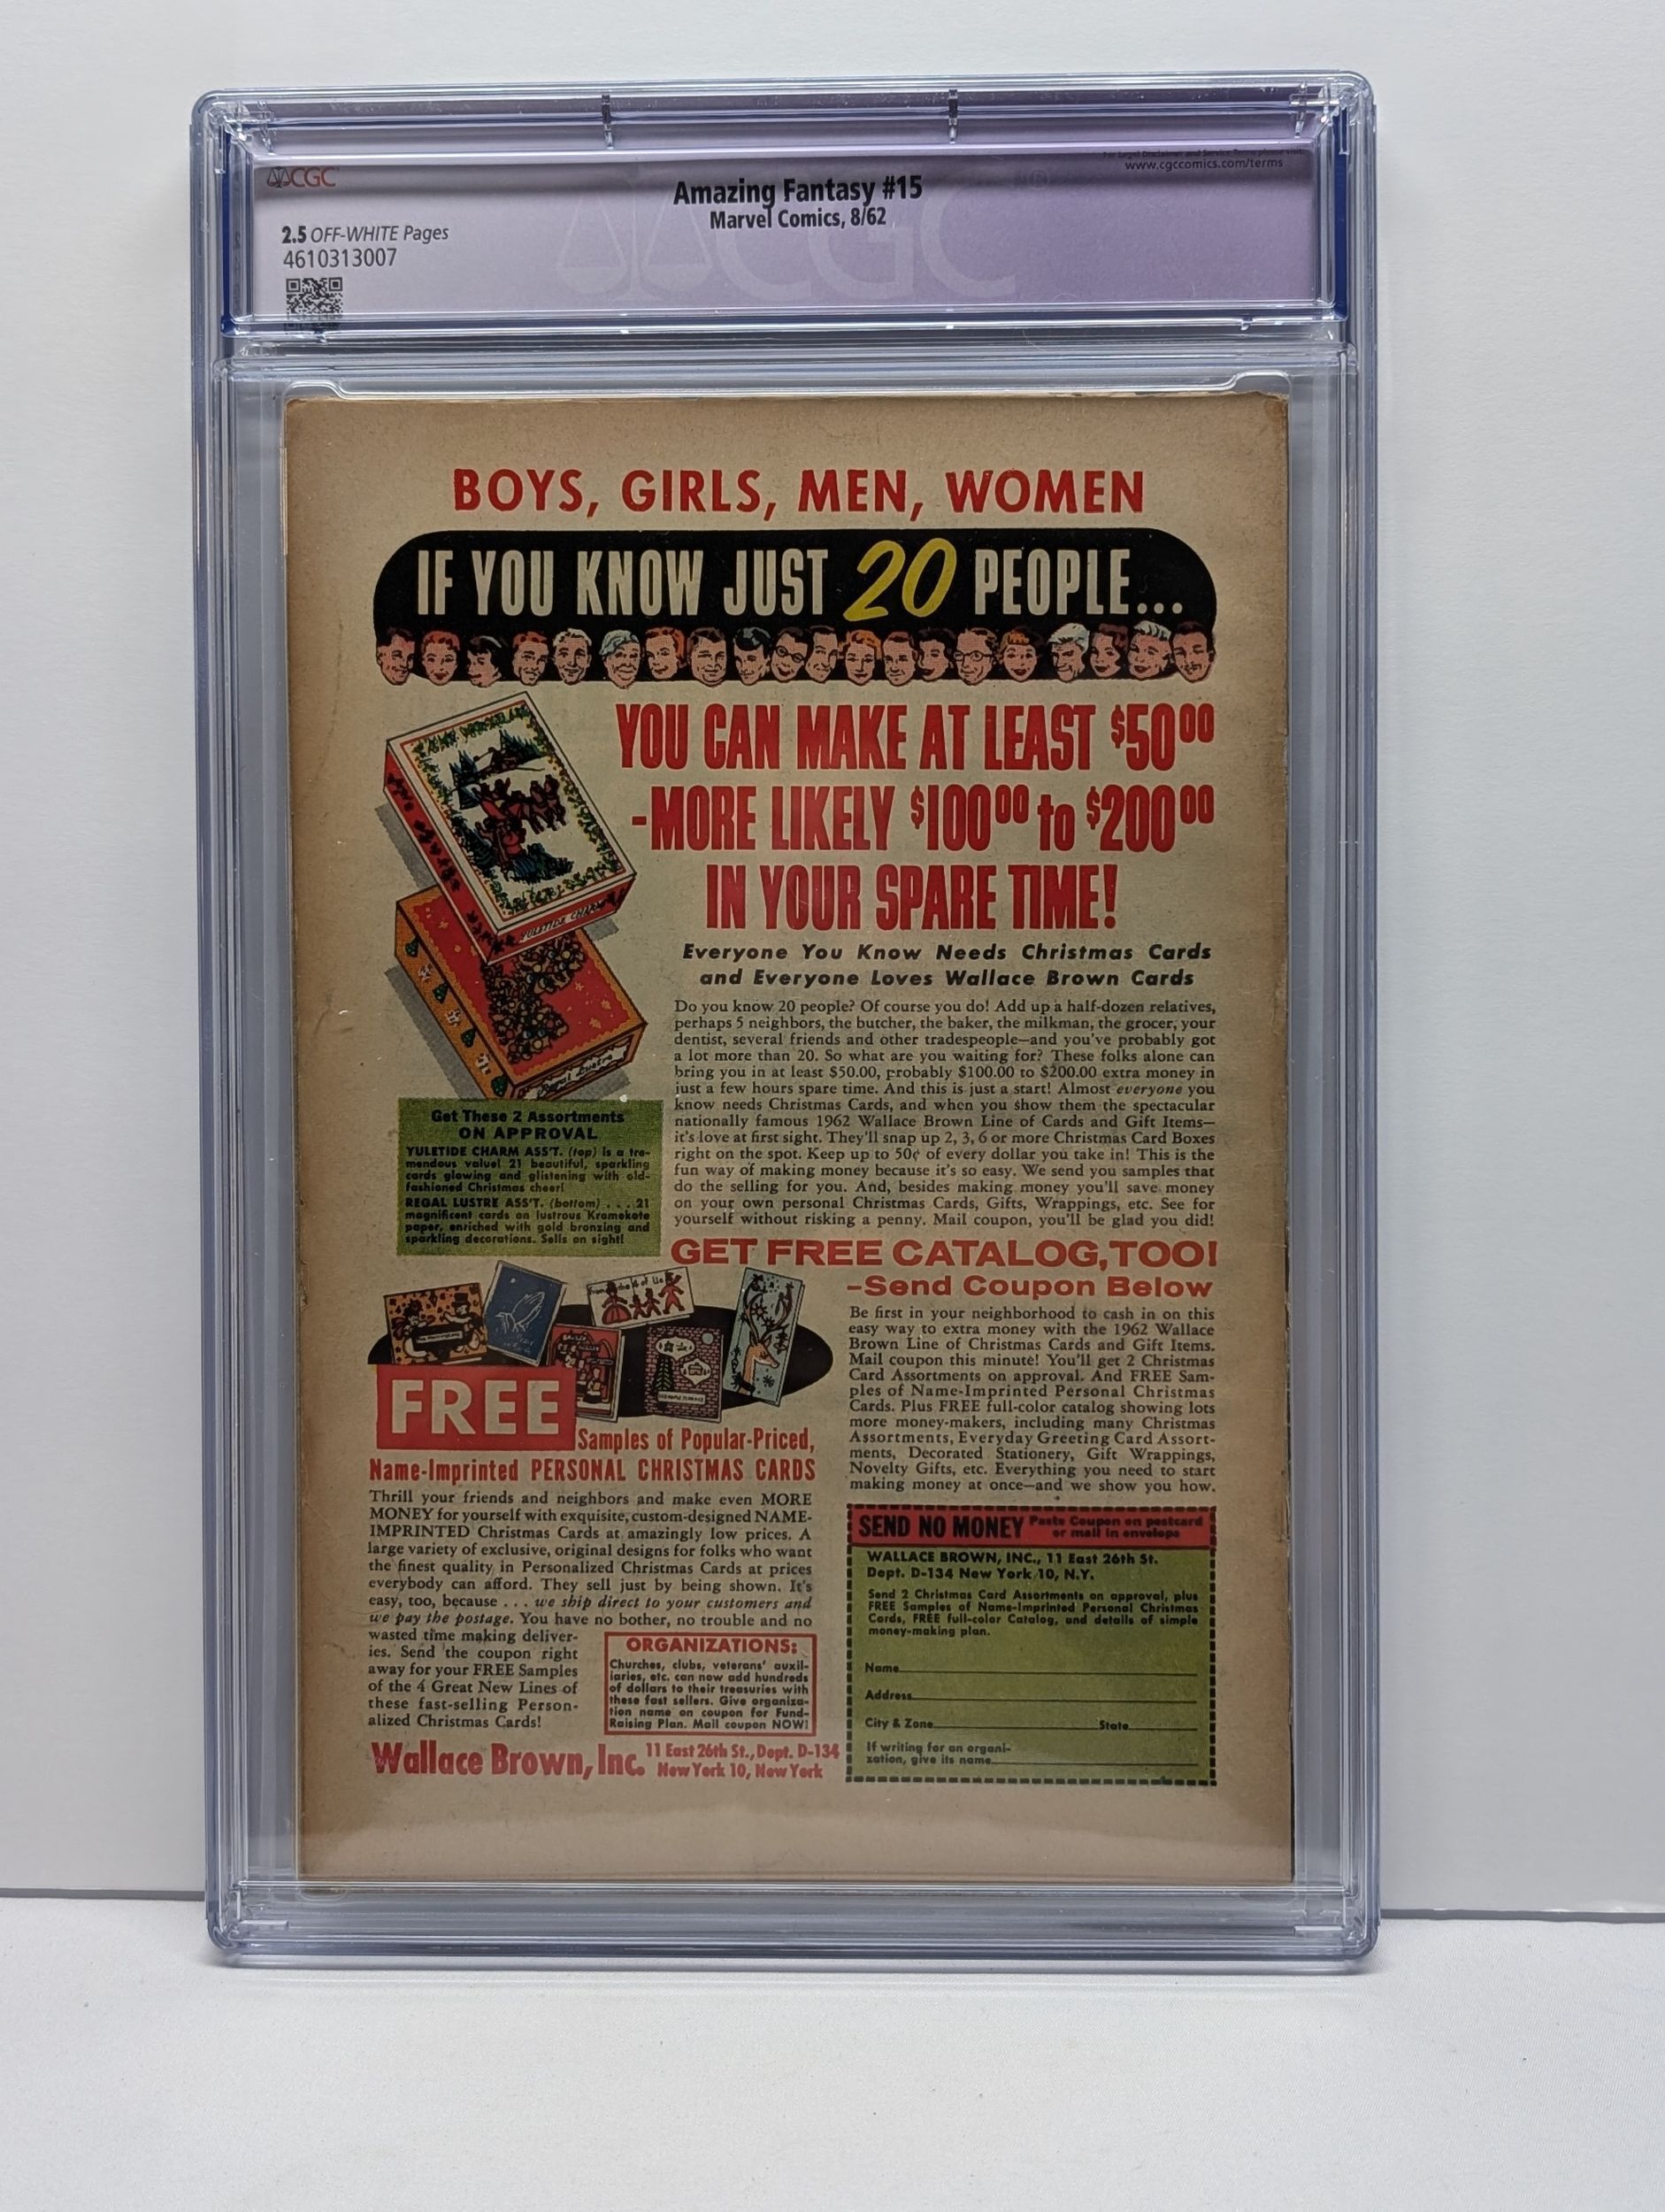 CGC
For Legal Disclaimer and Service Terms please visit:
www.cgccomics.com/terms
Amazing Fantasy #15
Marvel Comics, 8/62
2.5 OFF-WHITE Pages
4610313007
CGC
BOYS, GIRLS, MEN, WOMEN
IF YOU KNOW JUST 20 PEOPLE...
YOU CAN MAKE AT LEAST $50⁰⁰
-MORE LIKELY $100⁰⁰ to $200⁰⁰
IN YOUR SPARE TIME!
YULETIDE CHARM
Regal Lustre
Everyone You Know Needs Christmas Cards
and Everyone Loves Wallace Brown Cards
Do you know 20 people? Of course you do! Add up a half-dozen relatives,
perhaps 5 neighbors, the butcher, the baker, the milkman, the grocer, your
dentist, several friends and other tradespeople—and you've probably got
a lot more than 20. So what are you waiting for? These folks alone can
bring you in at least $50.00, probably $100.00 to $200.00 extra money in
just a few hours spare time. And this is just a start! Almost everyone you
know needs Christmas Cards, and when you show them the spectacular
nationally famous 1962 Wallace Brown Line of Cards and Gift Items—
it's love at first sight. They'll snap up 2, 3, 6 or more Christmas Card Boxes
right on the spot. Keep up to 50¢ of every dollar you take in! This is the
fun way of making money because it's so easy. We send you samples that
do the selling for you. And, besides making money you'll save money
on your own personal Christmas Cards, Gifts, Wrappings, etc. See for
yourself without risking a penny. Mail coupon, you'll be glad you did!
Get These 2 Assortments
ON APPROVAL
YULETIDE CHARM ASS'T. (top) is a tre-
mendous value! 21 beautiful, sparkling
cards glowing and glistening with old-
fashioned Christmas cheer!
REGAL LUSTRE ASS'T. (bottom) . . . 21
magnificent cards on lustrous Kromekote
paper, enriched with gold bronzing and
sparkling decorations. Sells on sight!
GET FREE CATALOG, TOO!
—Send Coupon Below
Be first in your neighborhood to cash in on this
easy way to extra money with the 1962 Wallace
Brown Line of Christmas Cards and Gift Items.
Mail coupon this minute! You'll get 2 Christmas
Card Assortments on approval. And FREE Sam-
ples of Name-Imprinted Personal Christmas
Cards. Plus FREE full-color catalog showing lots
more money-makers, including many Christmas
Assortments, Everyday Greeting Card Assort-
ments, Decorated Stationery, Gift Wrappings,
Novelty Gifts, etc. Everything you need to start
making money at once—and we show you how.
FREE
Samples of Popular-Priced,
Name-Imprinted PERSONAL CHRISTMAS CARDS
Thrill your friends and neighbors and make even MORE
MONEY for yourself with exquisite, custom-designed NAME-
IMPRINTED Christmas Cards at amazingly low prices. A
large variety of exclusive, original designs for folks who want
the finest quality in Personalized Christmas Cards at prices
everybody can afford. They sell just by being shown. It's
easy, too, because . . . we ship direct to your customers and
we pay the postage. You have no bother, no trouble and no
wasted time making deliver-
ies. Send the coupon right
away for your FREE Samples
of the 4 Great New Lines of
these fast-selling Person-
alized Christmas Cards!
ORGANIZATIONS:
Churches, clubs, veterans' auxil-
iaries, etc. can now add hundreds
of dollars to their treasuries with
these fast sellers. Give organiza-
tion name on coupon for Fund-
Raising Plan. Mail coupon NOW!
Wallace Brown, Inc. 11 East 26th St., Dept. D-134
New York 10, New York
SEND NO MONEY Paste Coupon on postcard
or mail in envelope
WALLACE BROWN, INC., 11 East 26th St.
Dept. D-134 New York 10, N.Y.
Send 2 Christmas Card Assortments on approval, plus
FREE Samples of Name-Imprinted Personal Christmas
Cards, FREE full-color Catalog, and details of simple
money-making plan.
Name
Address
City & Zone State
If writing for an organi-
zation, give its name